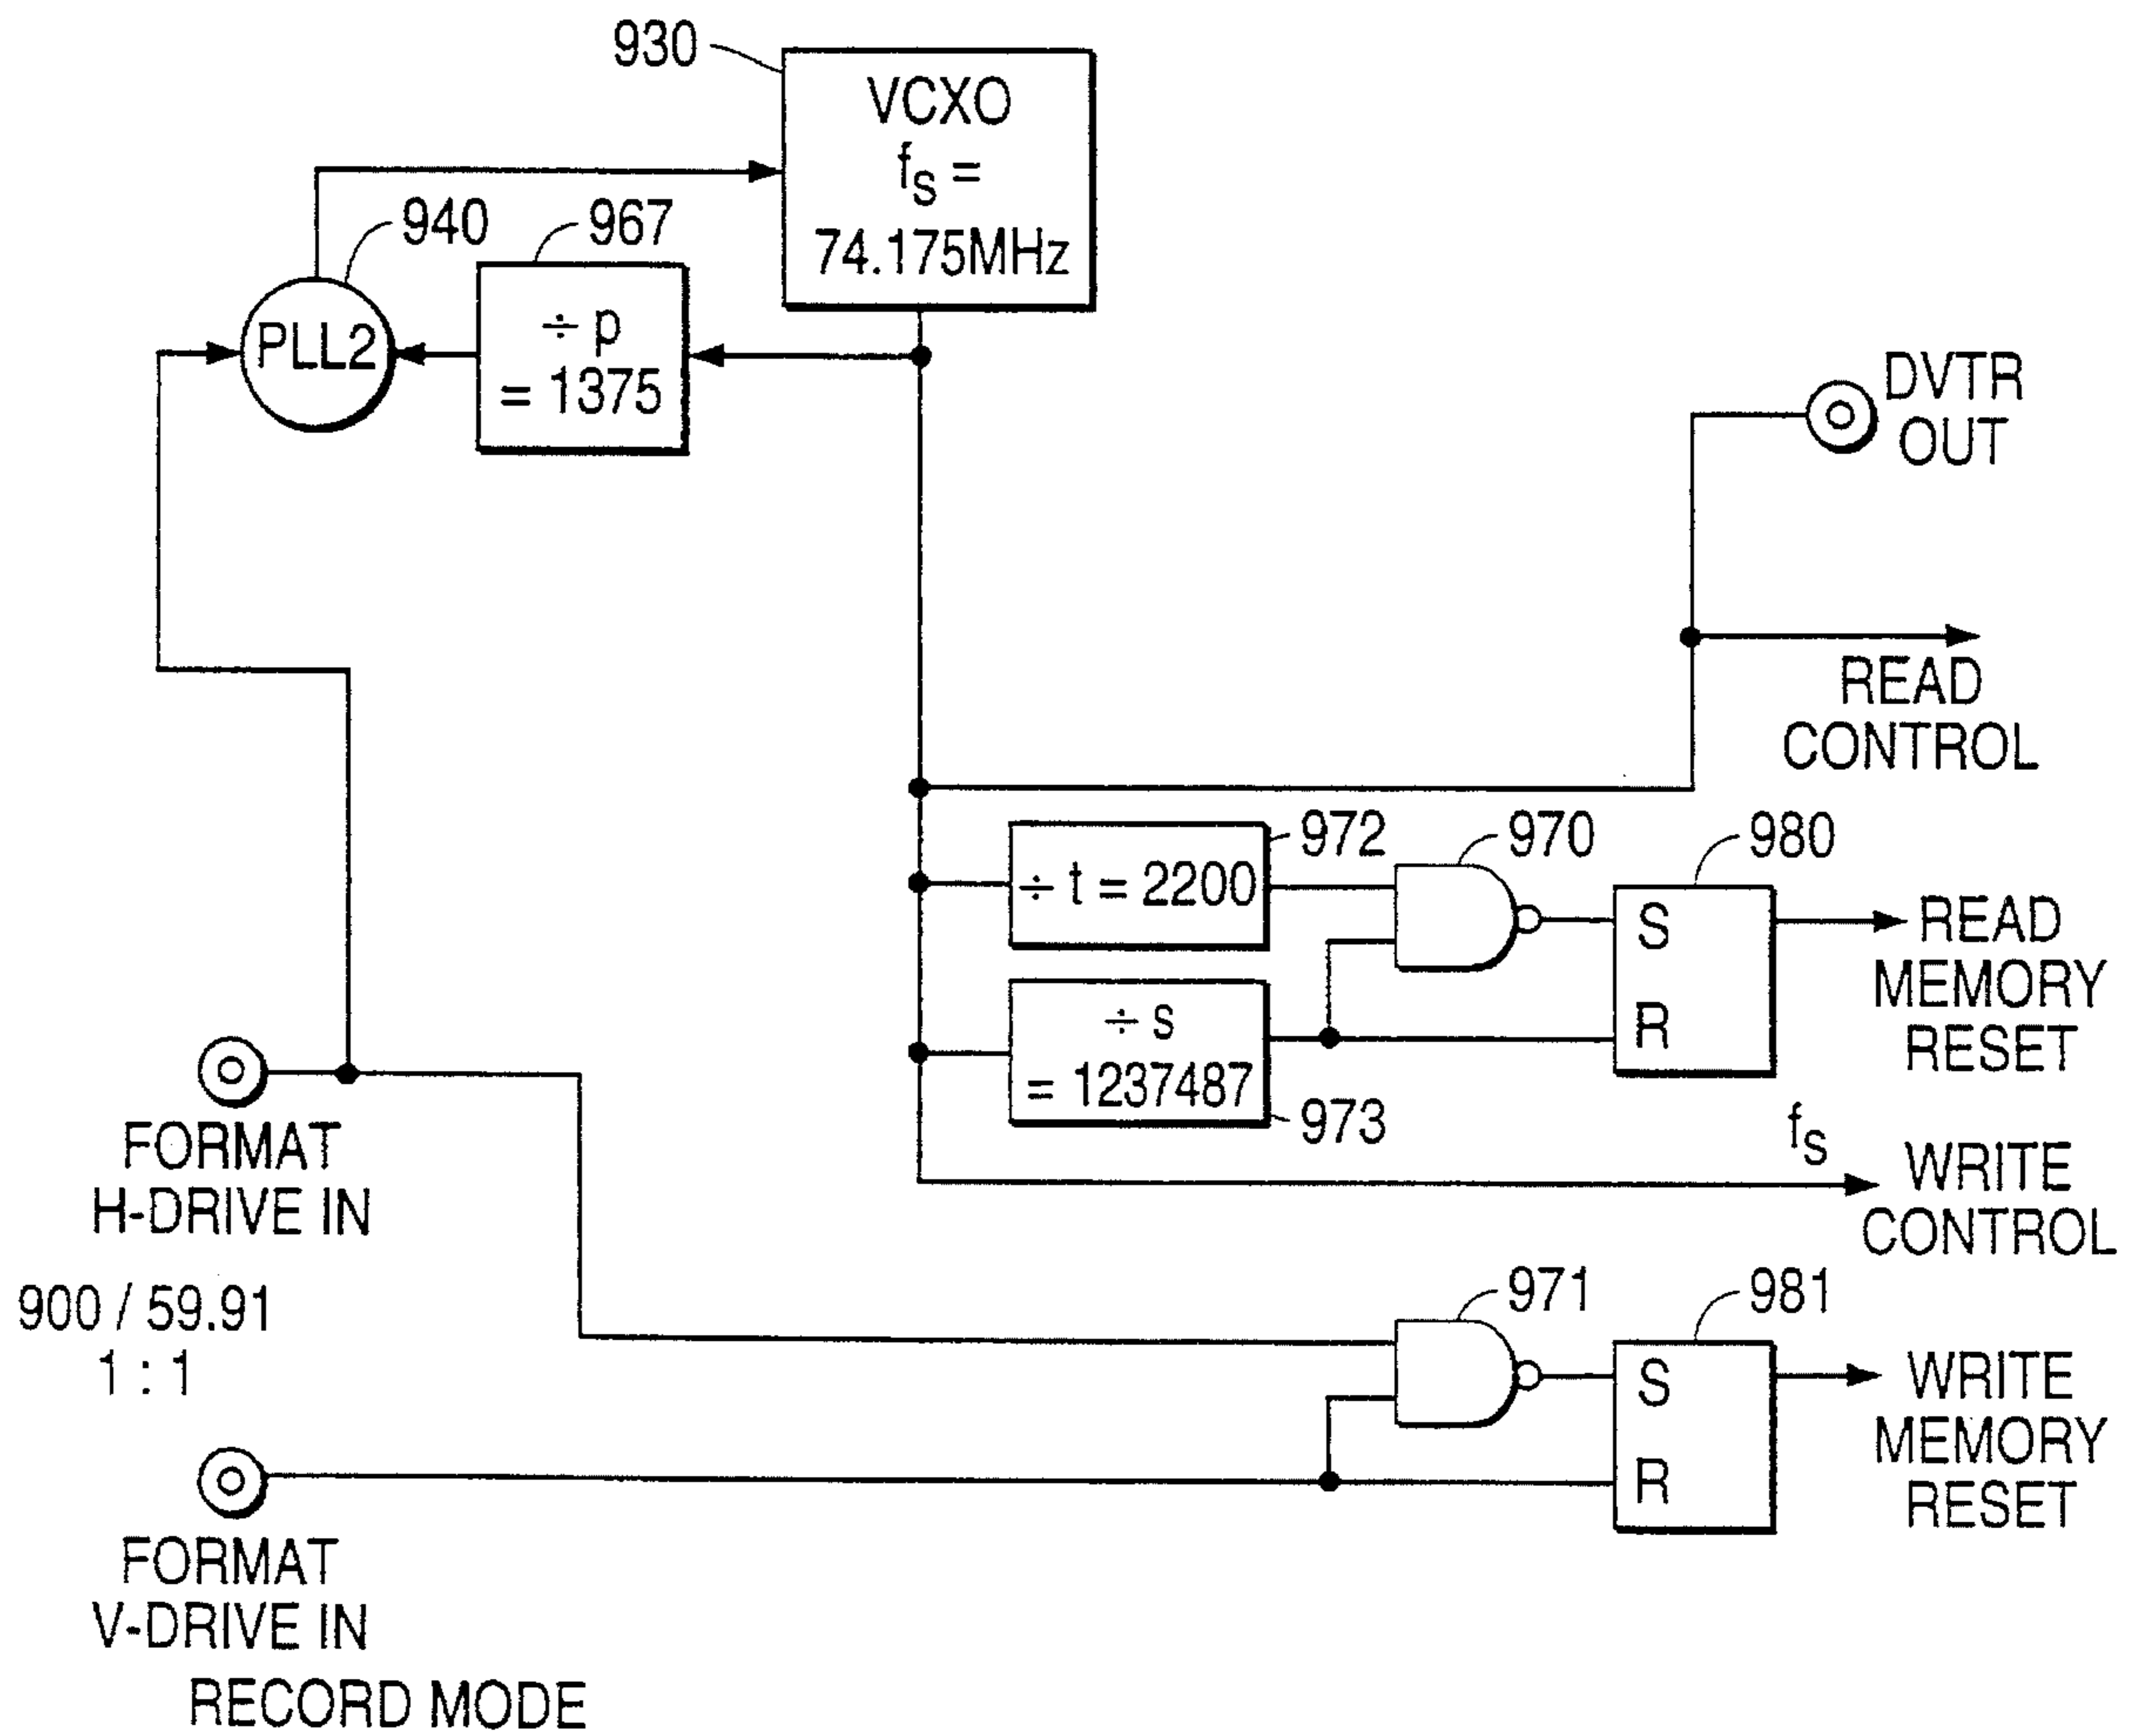 930
VCXO
fS =
74.175MHz
940
967
PLL2
÷ p
= 1375
DVTR
OUT
READ
CONTROL
972
970
980
÷ t = 2200
S
R
READ
MEMORY
RESET
÷ s
= 1237487
973
fS
WRITE
CONTROL
FORMAT
H-DRIVE IN
900 / 59.91
1 : 1
971
981
S
R
WRITE
MEMORY
RESET
FORMAT
V-DRIVE IN
RECORD MODE